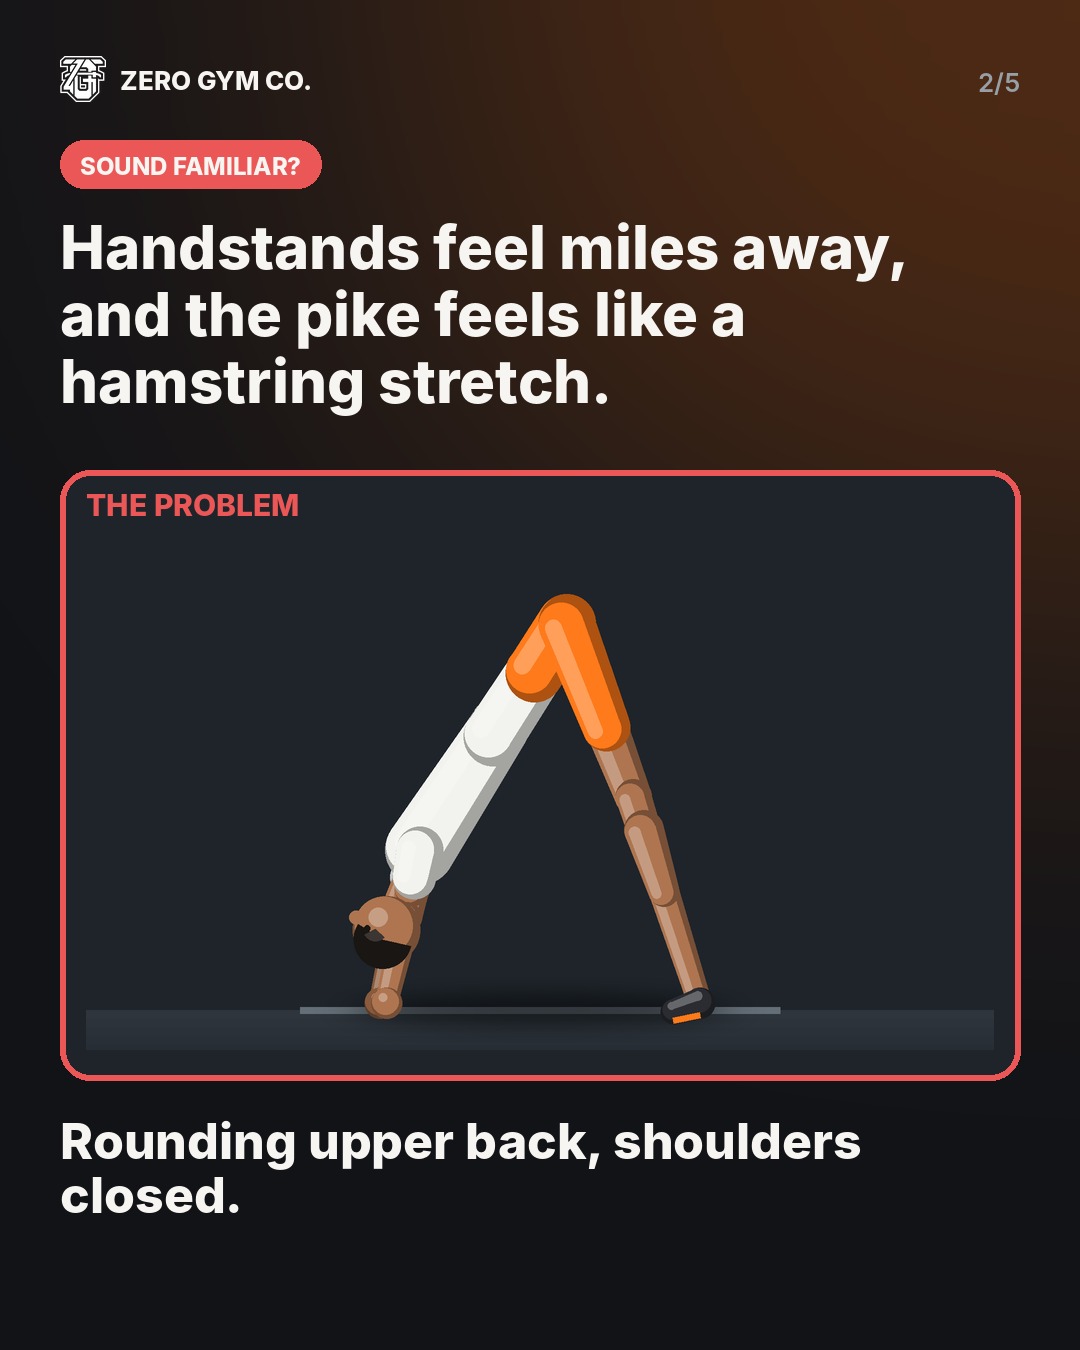 ZERO GYM CO.
2/5
SOUND FAMILIAR?
Handstands feel miles away,
and the pike feels like a
hamstring stretch.
THE PROBLEM
Rounding upper back, shoulders
closed.